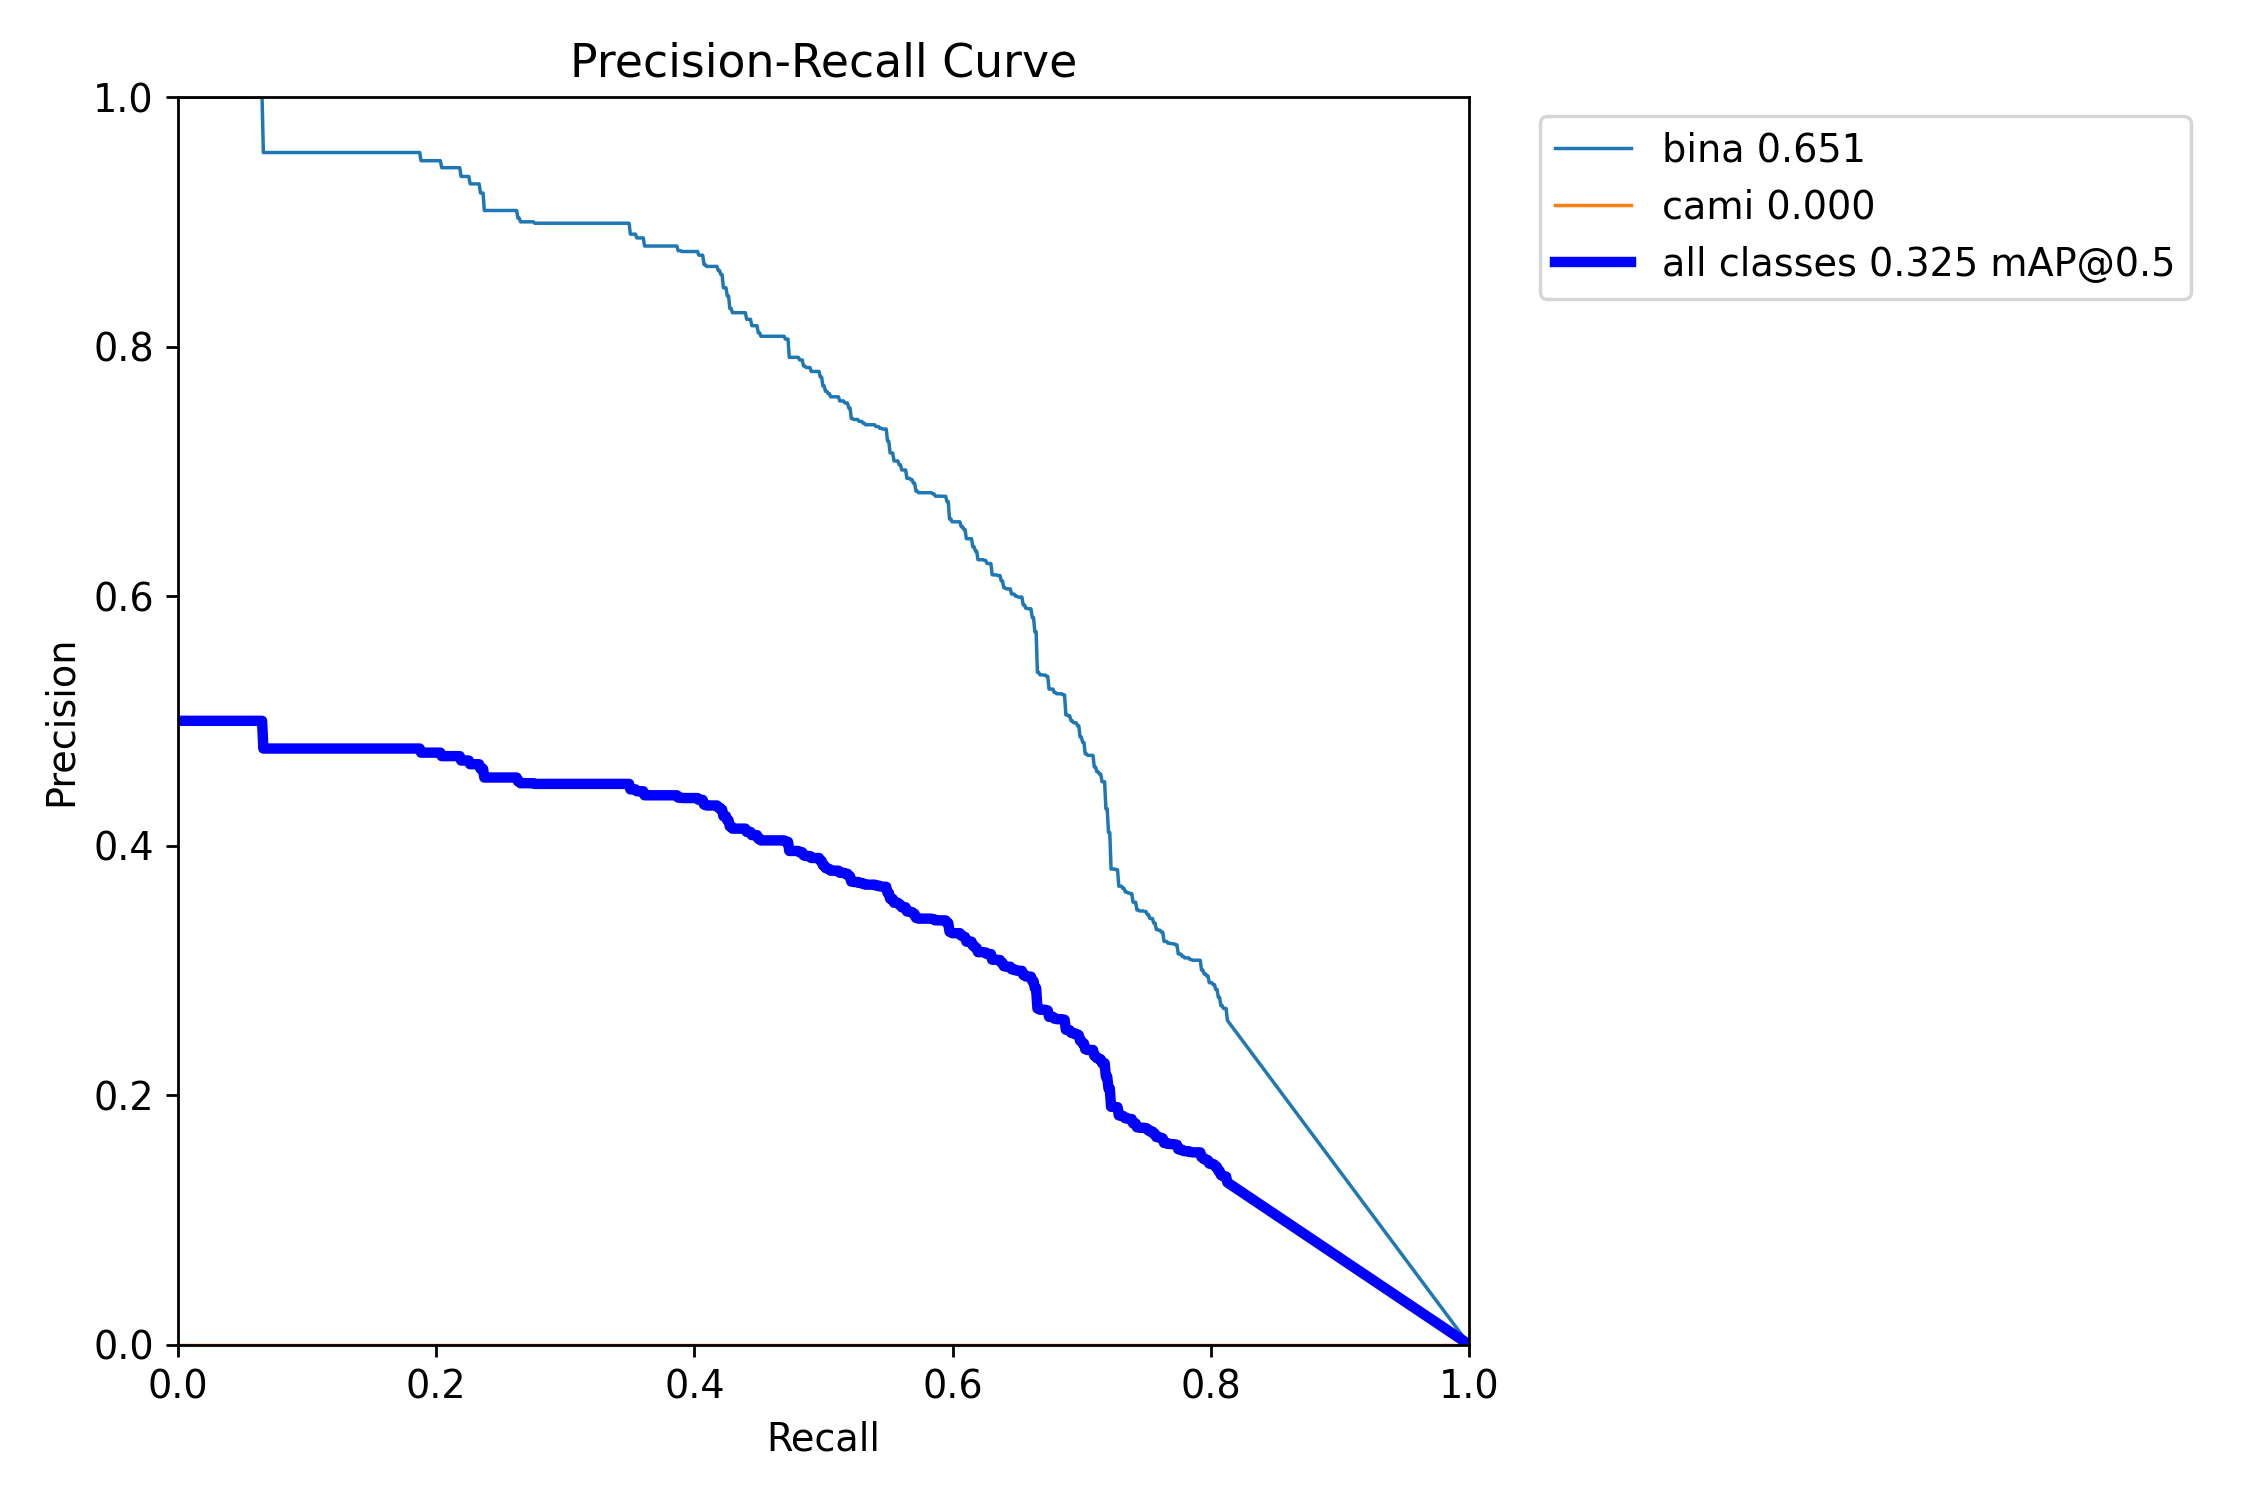 Precision-Recall Curve
1.0
0.8
0.6
0.4
0.2
0.0
Precision
0.0 0.2 0.4 0.6 0.8 1.0
Recall
bina 0.651
cami 0.000
all classes 0.325 mAP@0.5